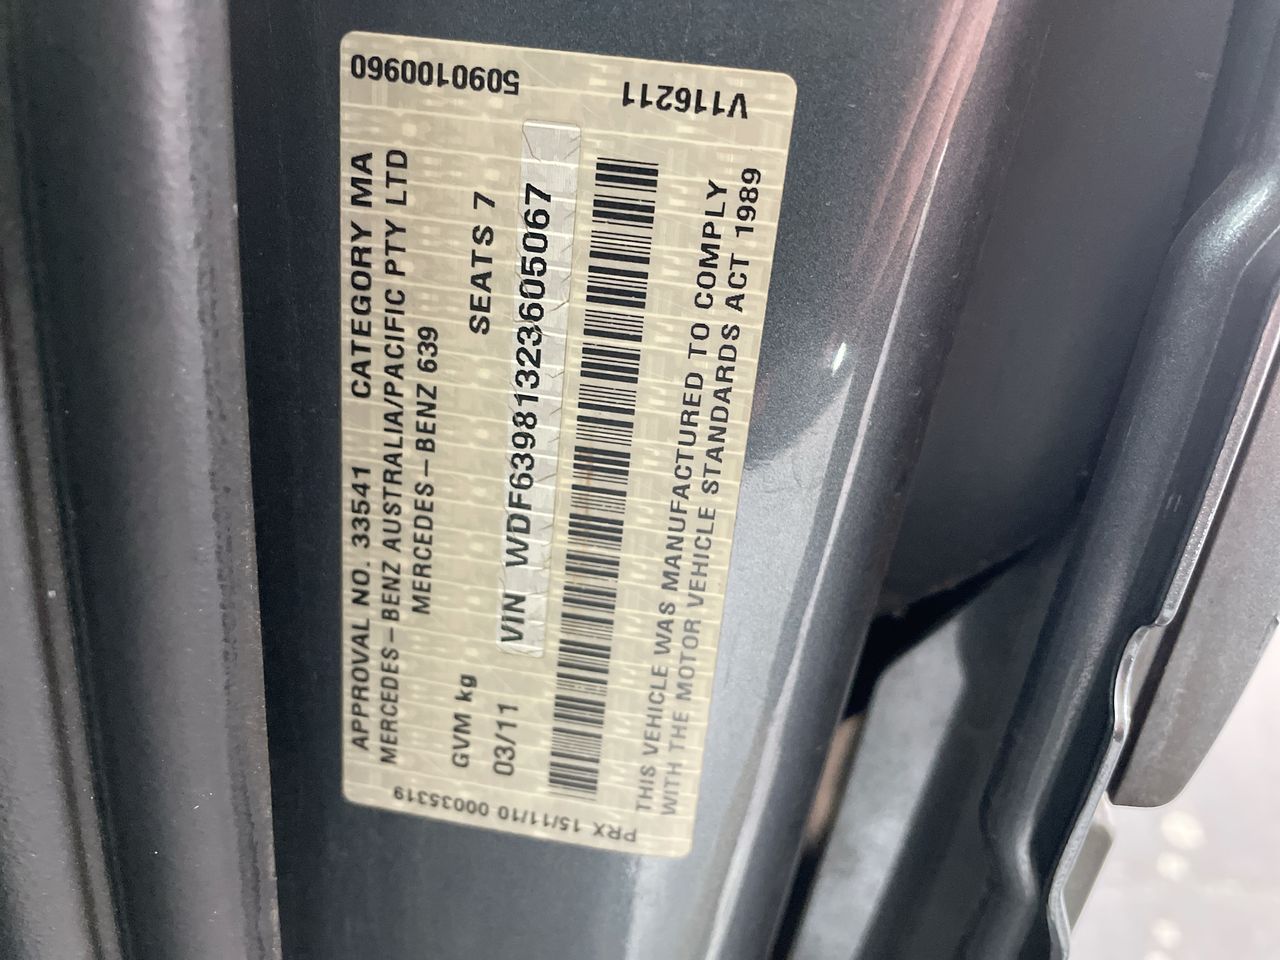 APPROVAL NO. 33541 CATEGORY MA
MERCEDES-BENZ AUSTRALIA/PACIFIC PTY LTD
MERCEDES-BENZ 639
GVM kg SEATS 7
03/11
VIN WDF63981323605067
THIS VEHICLE WAS MANUFACTURED TO COMPLY
WITH THE MOTOR VEHICLE STANDARDS ACT 1989
5090100960
V116211
PRX 15/11/10 00035319